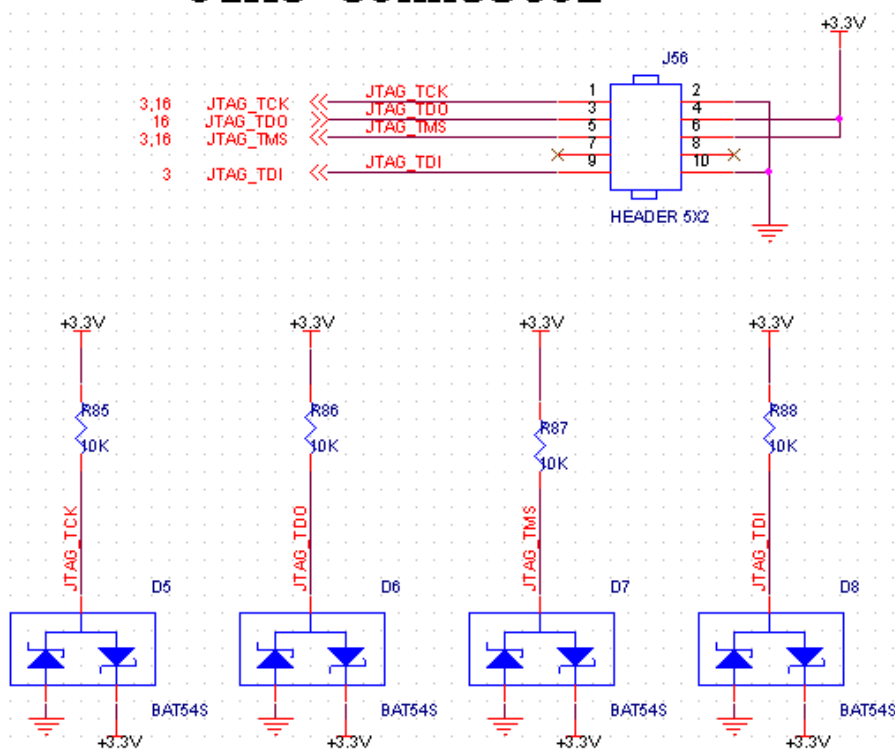 +3.3V
J56
3,16 JTAG_TCK JTAG_TCK 1 2
16 JTAG_TDO JTAG_TDO 3 4
3,16 JTAG_TMS JTAG_TMS 5 6
7 8
3 JTAG_TDI JTAG_TDI 9 10
HEADER 5X2
+3.3V +3.3V +3.3V +3.3V
R85 R86 R87 R88
10K 10K 10K 10K
JTAG_TCK JTAG_TDO JTAG_TMS JTAG_TDI
D5 D6 D7 D8
BAT54S BAT54S BAT54S BAT54S
+3.3V +3.3V +3.3V +3.3V